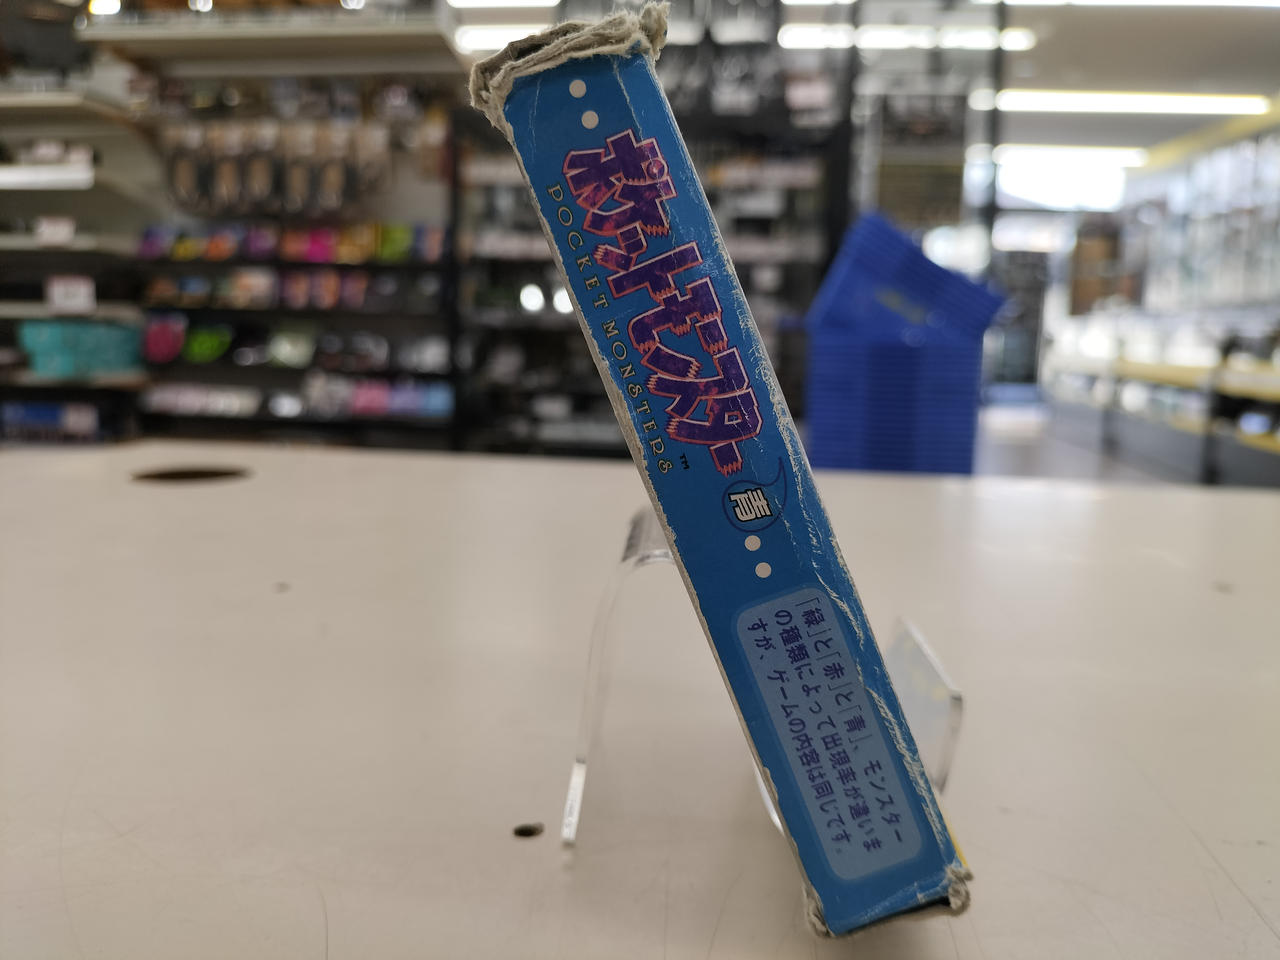 ポケットモンスター
POCKET MONSTERS™
青
「緑」と「赤」と「青」、モンスター
の種類によって出現率が違いま
すが、ゲームの内容は同じです。